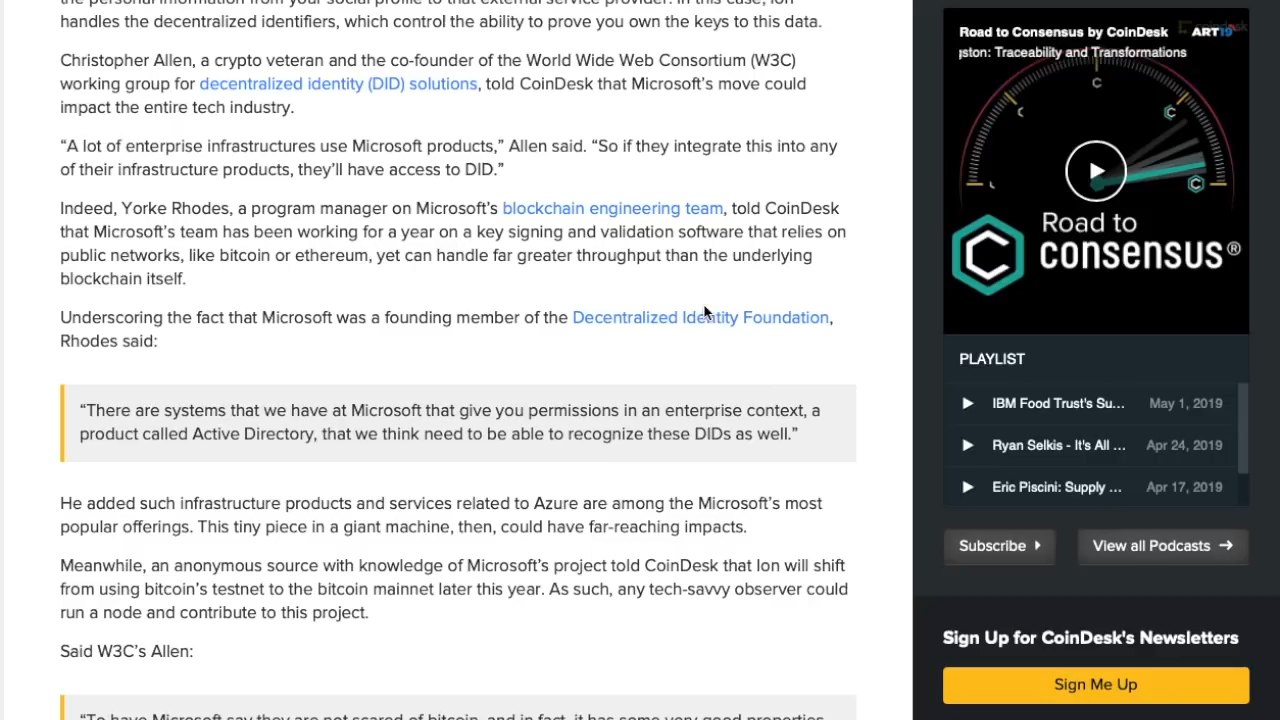 the personal information from your social profile to that external service provider. In this case, Ion
handles the decentralized identifiers, which control the ability to prove you own the keys to this data.
Christopher Allen, a crypto veteran and the co-founder of the World Wide Web Consortium (W3C)
working group for decentralized identity (DID) solutions, told CoinDesk that Microsoft’s move could
impact the entire tech industry.
“A lot of enterprise infrastructures use Microsoft products,” Allen said. “So if they integrate this into any
of their infrastructure products, they’ll have access to DID.”
Indeed, Yorke Rhodes, a program manager on Microsoft’s blockchain engineering team, told CoinDesk
that Microsoft’s team has been working for a year on a key signing and validation software that relies on
public networks, like bitcoin or ethereum, yet can handle far greater throughput than the underlying
blockchain itself.
Underscoring the fact that Microsoft was a founding member of the Decentralized Identity Foundation,
Rhodes said:
“There are systems that we have at Microsoft that give you permissions in an enterprise context, a
product called Active Directory, that we think need to be able to recognize these DIDs as well.”
He added such infrastructure products and services related to Azure are among the Microsoft’s most
popular offerings. This tiny piece in a giant machine, then, could have far-reaching impacts.
Meanwhile, an anonymous source with knowledge of Microsoft’s project told CoinDesk that Ion will shift
from using bitcoin’s testnet to the bitcoin mainnet later this year. As such, any tech-savvy observer could
run a node and contribute to this project.
Said W3C’s Allen:
“To have Microsoft say they are not scared of bitcoin, and in fact, it has some very good properties
Road to Consensus by CoinDesk
coindesk
ART19
ston: Traceability and Transformations
Road to
consensus®
PLAYLIST
IBM Food Trust's Su... May 1, 2019
Ryan Selkis - It's All ... Apr 24, 2019
Eric Piscini: Supply ... Apr 17, 2019
Subscribe
View all Podcasts →
Sign Up for CoinDesk's Newsletters
Sign Me Up